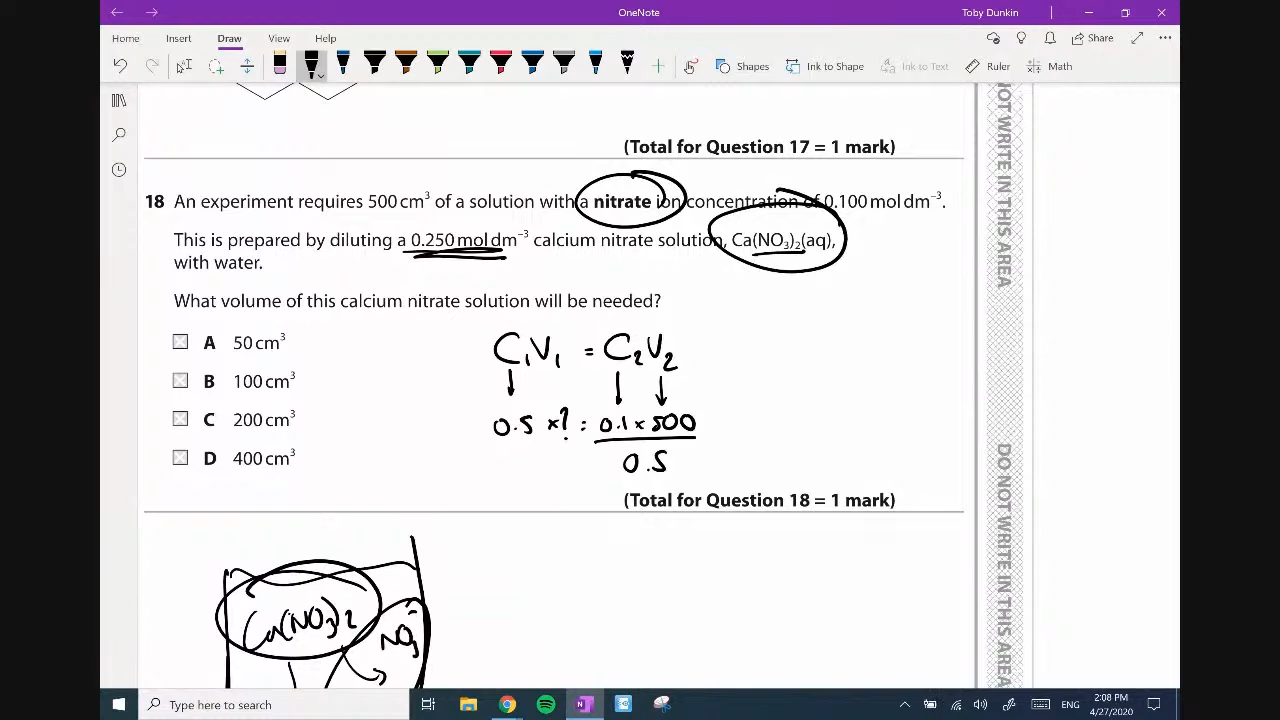 OneNote
Toby Dunkin
Home Insert Draw View Help
Share
Shapes Ink to Shape Ink to Text Ruler Math
(Total for Question 17 = 1 mark)
18 An experiment requires 500 cm³ of a solution with a nitrate ion concentration of 0.100 mol dm⁻³.
This is prepared by diluting a 0.250 mol dm⁻³ calcium nitrate solution, Ca(NO₃)₂(aq),
with water.
What volume of this calcium nitrate solution will be needed?
A 50 cm³
B 100 cm³
C 200 cm³
D 400 cm³
C₁V₁ = C₂V₂
0.5 × ? = 0.1 × 500
0.5
(Total for Question 18 = 1 mark)
Ca(NO₃)₂
NO₃⁻
NOT WRITE IN THIS AREA
DO NOT WRITE IN THIS AREA
Type here to search
2:08 PM
4/27/2020